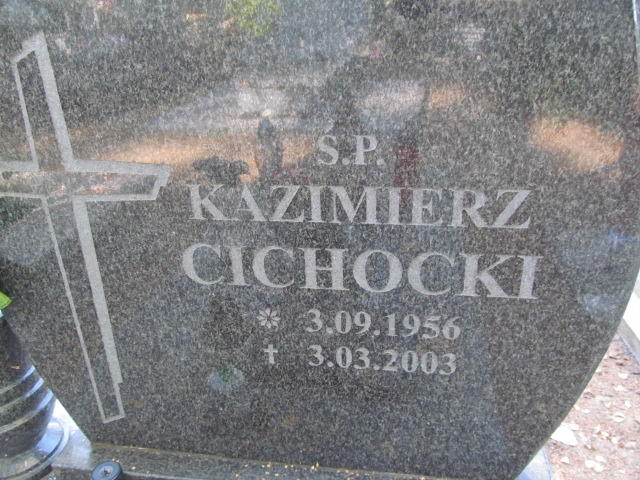 Ś.P.
KAZIMIERZ
CICHOCKI
* 3.09.1956
✝ 3.03.2003